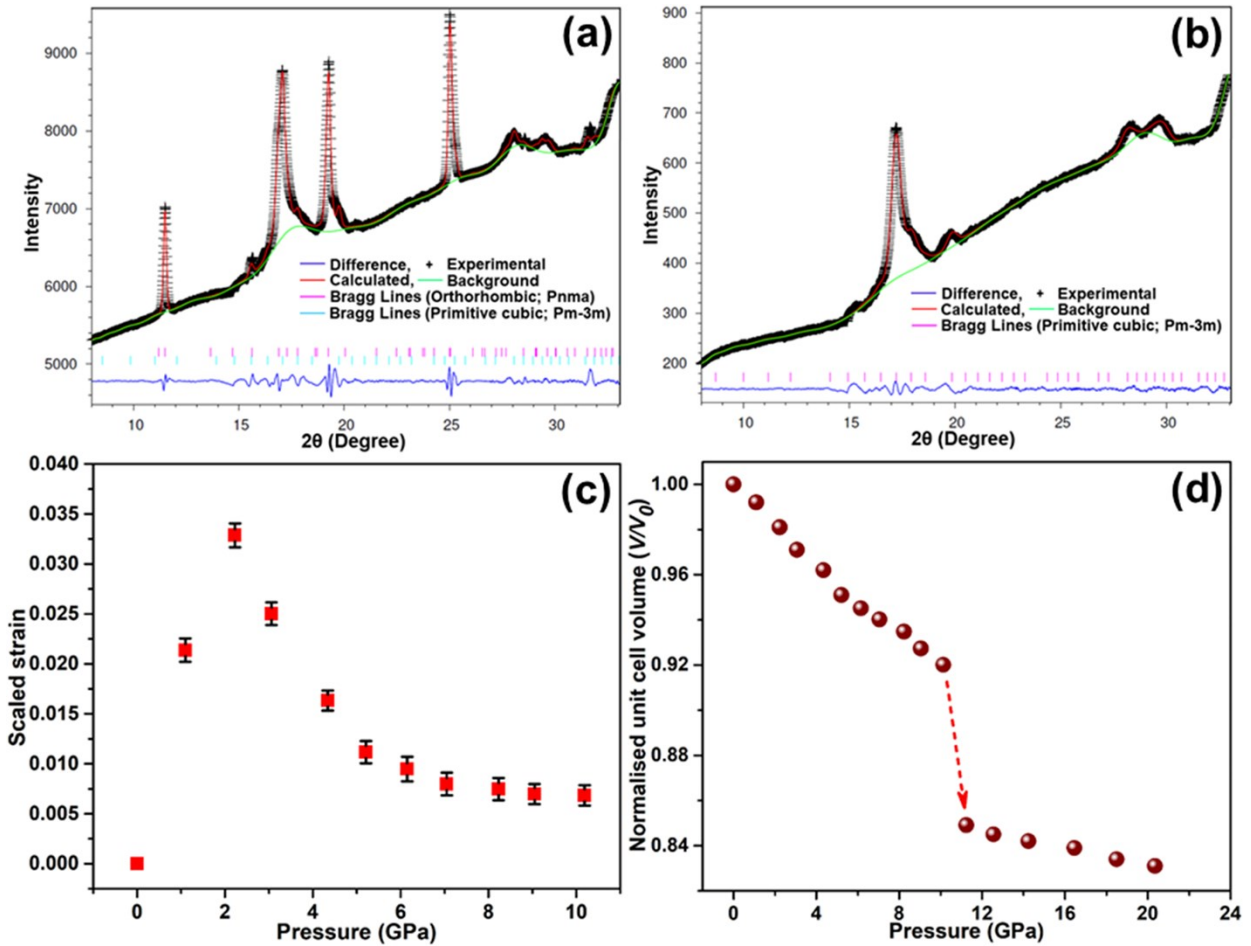 (a)
9000
8000
7000
6000
5000
Intensity
Difference, + Experimental
Calculated, Background
Bragg Lines (Orthorhombic; Pnma)
Bragg Lines (Primitive cubic; Pm-3m)
10 15 20 25 30
2θ (Degree)
(b)
900
800
700
600
500
400
300
200
Intensity
Difference, + Experimental
Calculated, Background
Bragg Lines (Primitive cubic; Pm-3m)
10 15 20 25 30
2θ (Degree)
(c)
0.040
0.035
0.030
0.025
0.020
0.015
0.010
0.005
0.000
Scaled strain
0 2 4 6 8 10
Pressure (GPa)
(d)
1.00
0.96
0.92
0.88
0.84
Normalised unit cell volume (V/V0)
0 4 8 12 16 20 24
Pressure (GPa)